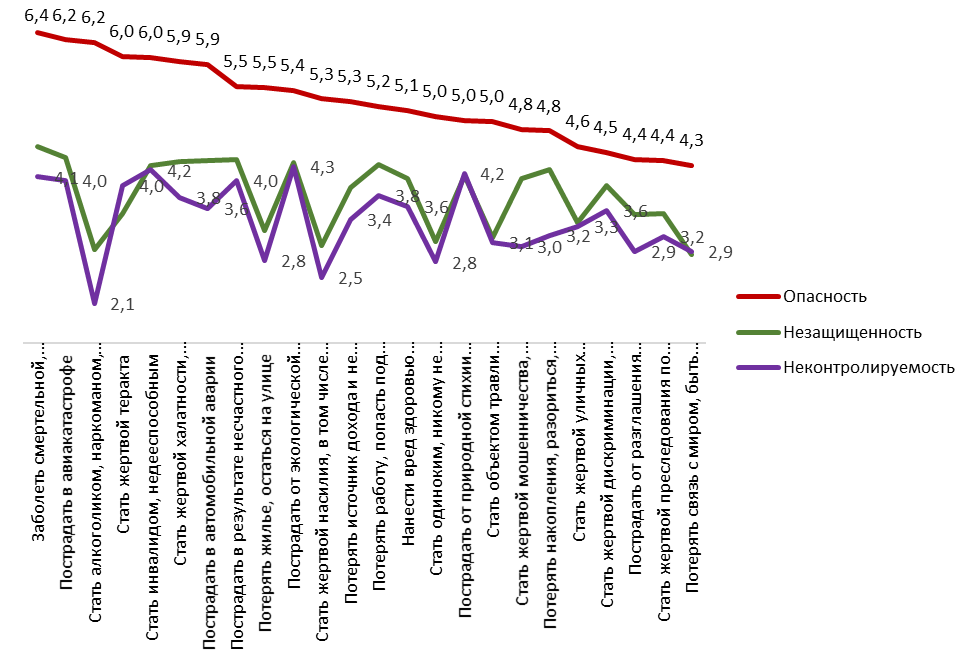 6,4 6,2 6,2 6,0 6,0 5,9 5,9 5,5 5,5 5,4 5,3 5,3 5,2 5,1 5,0 5,0 5,0 4,8 4,8 4,6 4,5 4,4 4,4 4,3
4,1 4,0 2,1 4,0 4,2 3,8 3,6 4,0 2,8 4,3 2,5 3,4 3,8 3,6 2,8 4,2 3,1 3,0 3,2 3,3 3,6 2,9 3,2 2,9
Опасность
Незащищенность
Неконтролируемость
Заболеть смертельной,...
Пострадать в авиакатастрофе
Стать алкоголиком, наркоманом,...
Стать жертвой теракта
Стать инвалидом, недееспособным
Стать жертвой халатности,...
Пострадать в автомобильной аварии
Пострадать в результате несчастного...
Потерять жилье, остаться на улице
Пострадать от экологической...
Стать жертвой насилия, в том числе...
Потерять источник дохода и не...
Потерять работу, попасть под...
Нанести вред здоровью...
Стать одиноким, никому не...
Пострадать от природной стихии...
Стать объектом травли...
Стать жертвой мошенничества,...
Потерять накопления, разориться,...
Стать жертвой уличных...
Стать жертвой дискриминации,...
Пострадать от разглашения...
Стать жертвой преследования по...
Потерять связь с миром, быть...